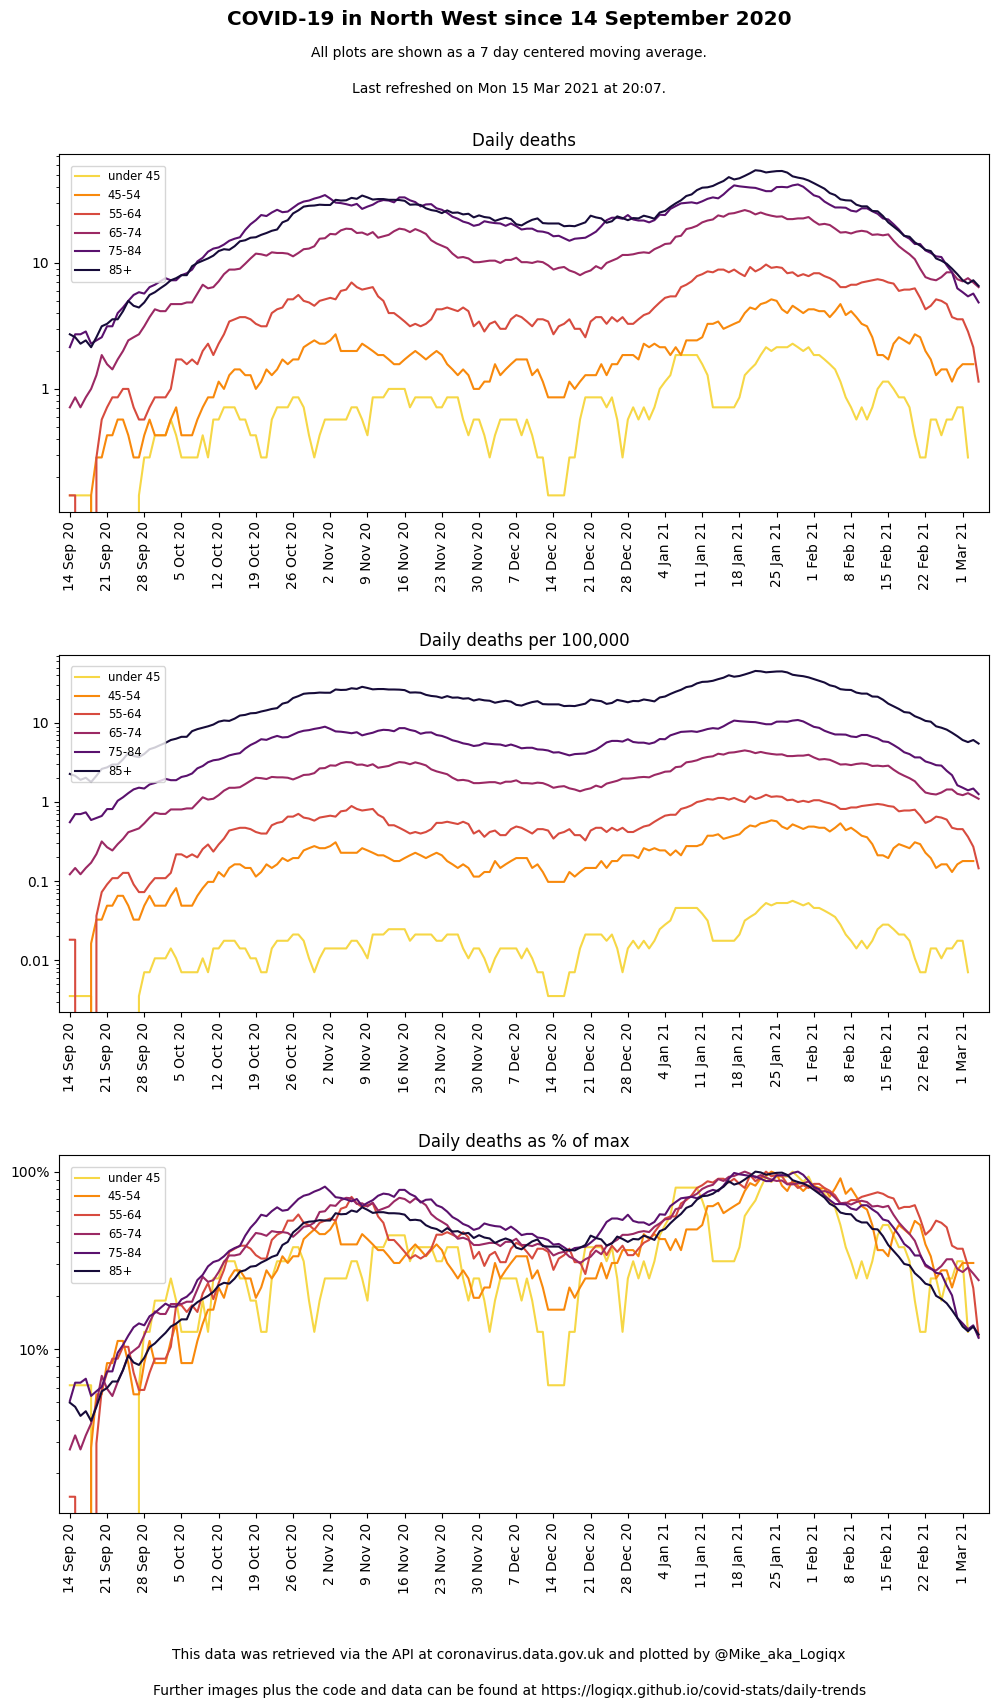 COVID-19 in North West since 14 September 2020
All plots are shown as a 7 day centered moving average.
Last refreshed on Mon 15 Mar 2021 at 20:07.
Daily deaths
under 45
45-54
55-64
65-74
75-84
85+
10
1
14 Sep 20
21 Sep 20
28 Sep 20
5 Oct 20
12 Oct 20
19 Oct 20
26 Oct 20
2 Nov 20
9 Nov 20
16 Nov 20
23 Nov 20
30 Nov 20
7 Dec 20
14 Dec 20
21 Dec 20
28 Dec 20
4 Jan 21
11 Jan 21
18 Jan 21
25 Jan 21
1 Feb 21
8 Feb 21
15 Feb 21
22 Feb 21
1 Mar 21
Daily deaths per 100,000
under 45
45-54
55-64
65-74
75-84
85+
10
1
0.1
0.01
14 Sep 20
21 Sep 20
28 Sep 20
5 Oct 20
12 Oct 20
19 Oct 20
26 Oct 20
2 Nov 20
9 Nov 20
16 Nov 20
23 Nov 20
30 Nov 20
7 Dec 20
14 Dec 20
21 Dec 20
28 Dec 20
4 Jan 21
11 Jan 21
18 Jan 21
25 Jan 21
1 Feb 21
8 Feb 21
15 Feb 21
22 Feb 21
1 Mar 21
Daily deaths as % of max
under 45
45-54
55-64
65-74
75-84
85+
100%
10%
14 Sep 20
21 Sep 20
28 Sep 20
5 Oct 20
12 Oct 20
19 Oct 20
26 Oct 20
2 Nov 20
9 Nov 20
16 Nov 20
23 Nov 20
30 Nov 20
7 Dec 20
14 Dec 20
21 Dec 20
28 Dec 20
4 Jan 21
11 Jan 21
18 Jan 21
25 Jan 21
1 Feb 21
8 Feb 21
15 Feb 21
22 Feb 21
1 Mar 21
This data was retrieved via the API at coronavirus.data.gov.uk and plotted by @Mike_aka_Logiqx
Further images plus the code and data can be found at https://logiqx.github.io/covid-stats/daily-trends